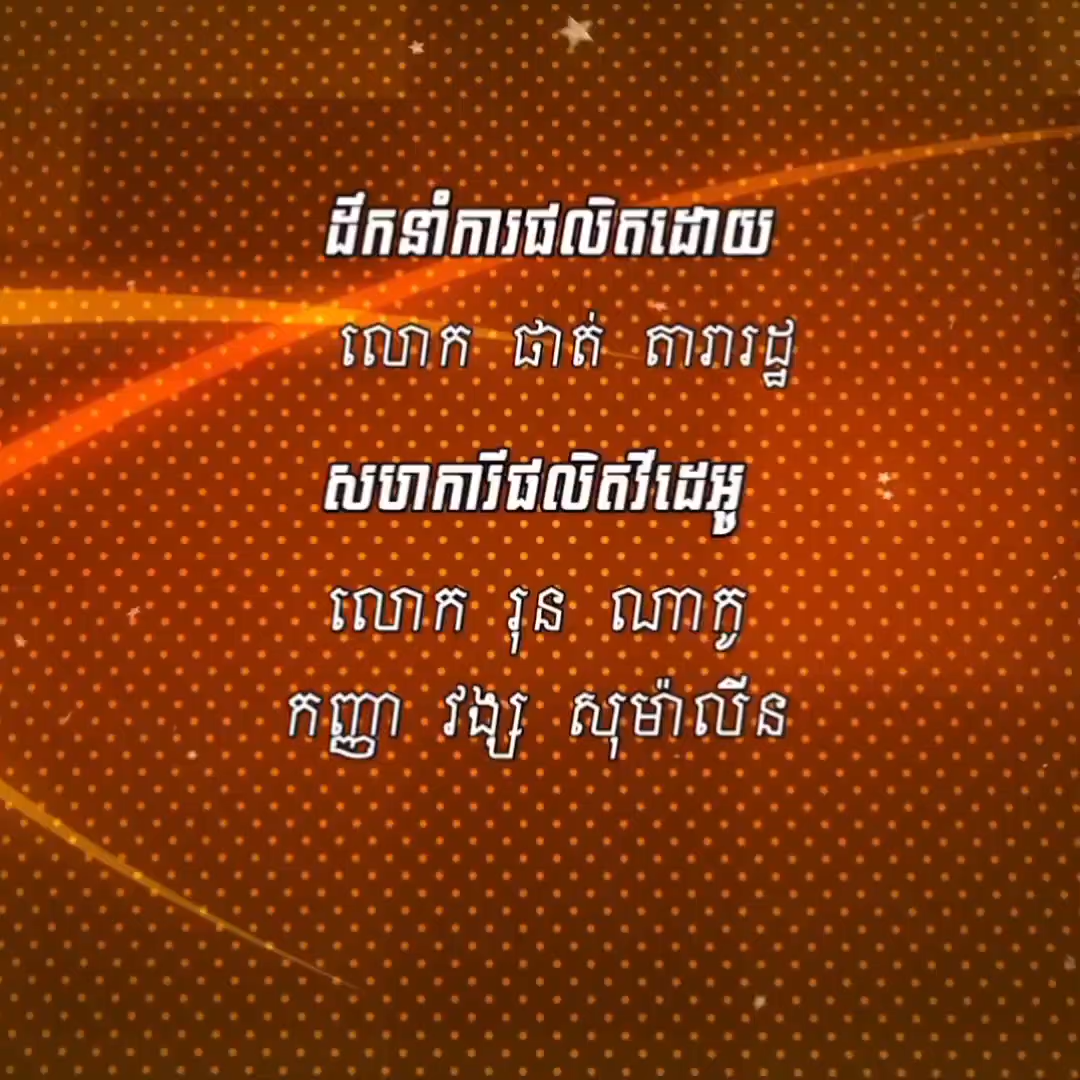 ដឹកនាំការផលិតដោយ
លោក ផាត់ តារារដ្ឋ
សហការីផលិតវីដេអូ
លោក រុន ណាកូ
កញ្ញា វង្ស សុម៉ាលីន